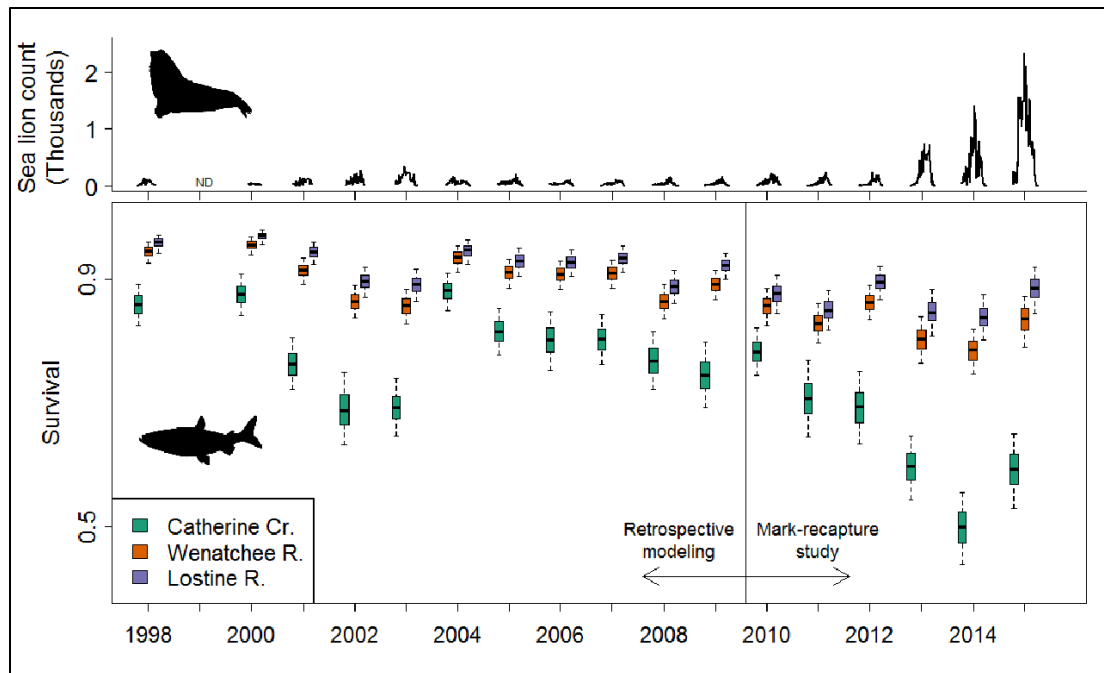 Sea lion count
(Thousands)
2
1
0
ND
Survival
0.9
0.5
Catherine Cr.
Wenatchee R.
Lostine R.
Retrospective
modeling
Mark-recapture
study
1998
2000
2002
2004
2006
2008
2010
2012
2014